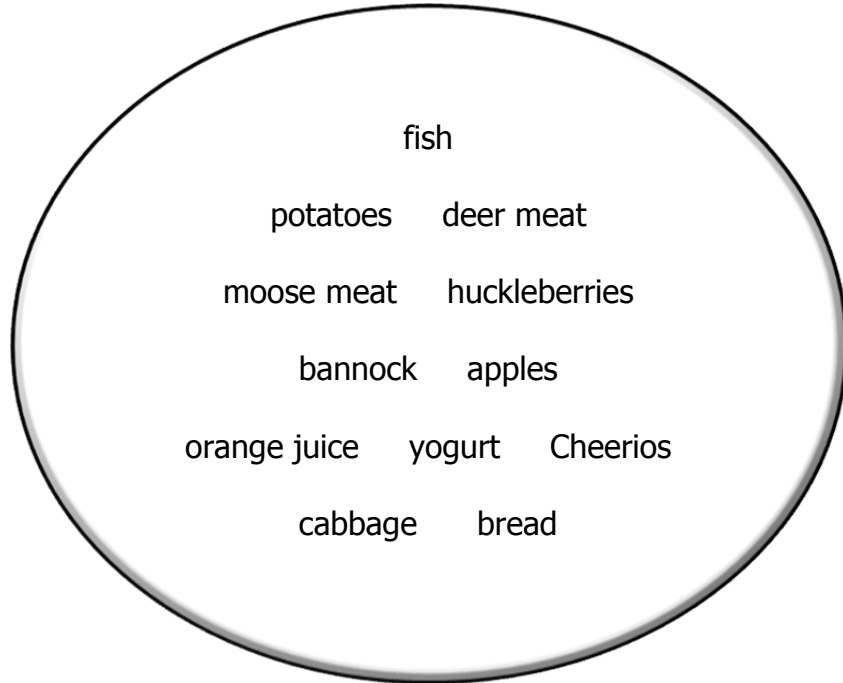 fish
potatoes deer meat
moose meat huckleberries
bannock apples
orange juice yogurt Cheerios
cabbage bread